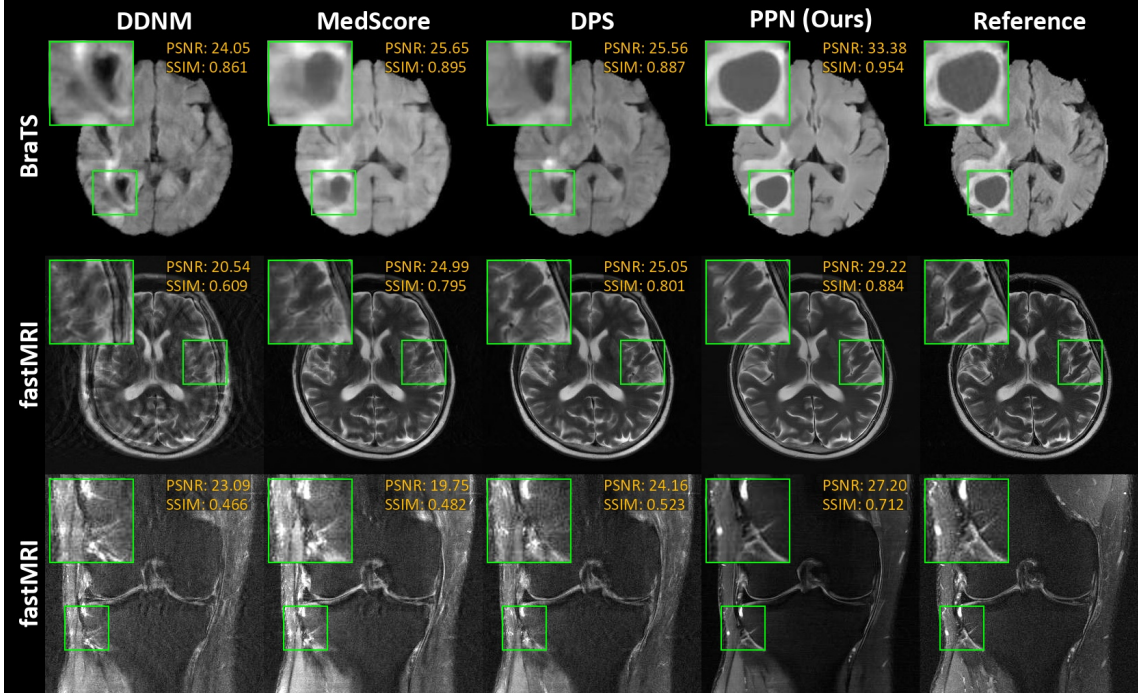 DDNM MedScore DPS PPN (Ours) Reference
BraTS
PSNR: 24.05
SSIM: 0.861
PSNR: 25.65
SSIM: 0.895
PSNR: 25.56
SSIM: 0.887
PSNR: 33.38
SSIM: 0.954
fastMRI
PSNR: 20.54
SSIM: 0.609
PSNR: 24.99
SSIM: 0.795
PSNR: 25.05
SSIM: 0.801
PSNR: 29.22
SSIM: 0.884
fastMRI
PSNR: 23.09
SSIM: 0.466
PSNR: 19.75
SSIM: 0.482
PSNR: 24.16
SSIM: 0.523
PSNR: 27.20
SSIM: 0.712